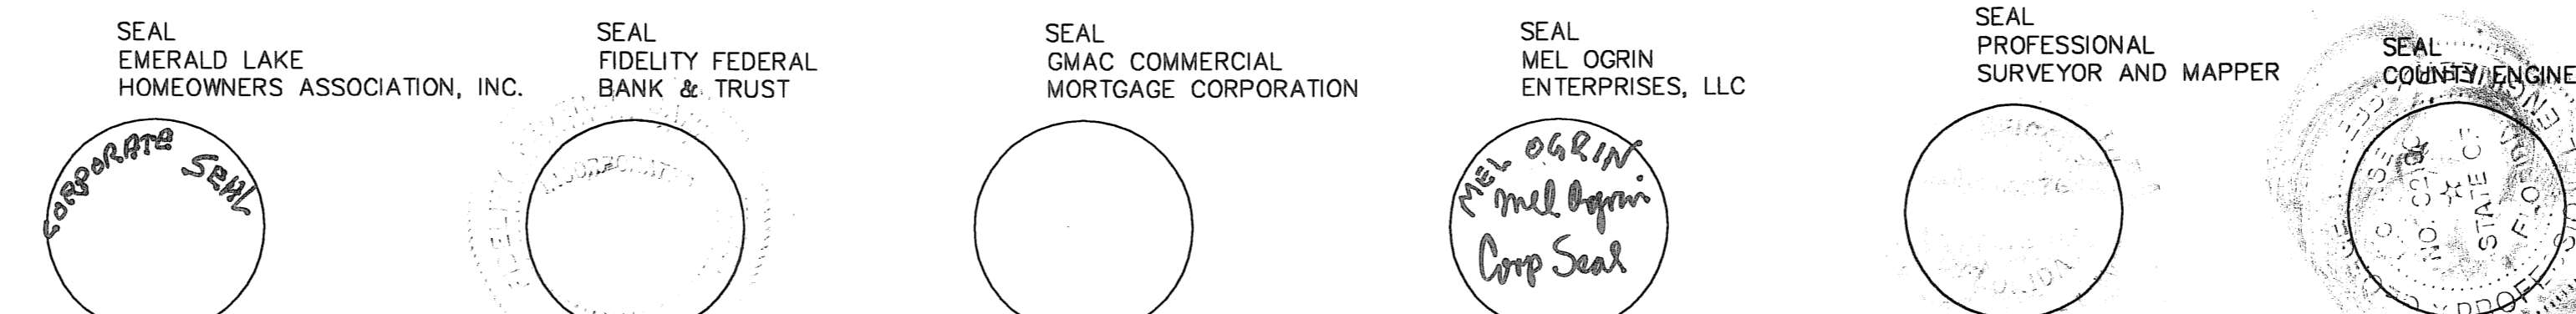 SEAL
EMERALD LAKE
HOMEOWNERS ASSOCIATION, INC.
CORPORATE SEAL
SEAL
FIDELITY FEDERAL
BANK & TRUST
SEAL
GMAC COMMERCIAL
MORTGAGE CORPORATION
SEAL
MEL OGRIN
ENTERPRISES, LLC
MEL OGRIN
Mel Ogrin
Corp Seal
SEAL
PROFESSIONAL
SURVEYOR AND MAPPER
SEAL
COUNTY ENGINE
STATE OF